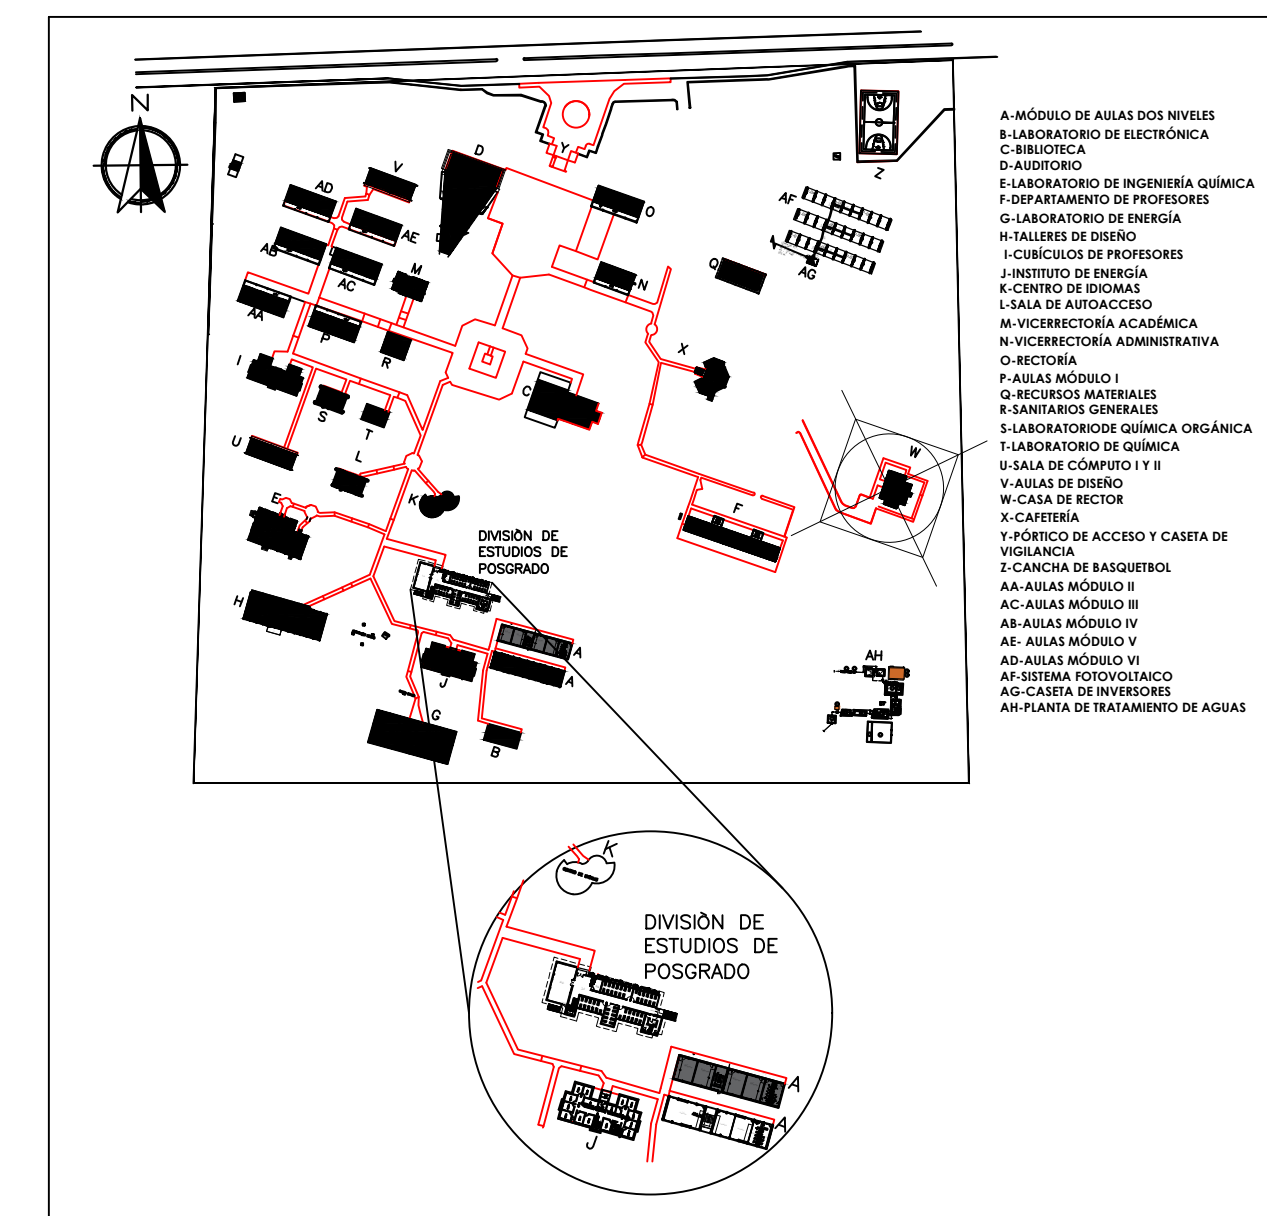 N
D
Y
Z
V
AD
AE
AB
AC
AA
M
P
R
O
N
Q
AF
AG
X
C
I
S
T
U
L
K
E
W
F
H
DIVISIÒN DE
ESTUDIOS DE
POSGRADO
A
A
J
G
B
AH
A-MÓDULO DE AULAS DOS NIVELES
B-LABORATORIO DE ELECTRÓNICA
C-BIBLIOTECA
D-AUDITORIO
E-LABORATORIO DE INGENIERÍA QUÍMICA
F-DEPARTAMENTO DE PROFESORES
G-LABORATORIO DE ENERGÍA
H-TALLERES DE DISEÑO
I-CUBÍCULOS DE PROFESORES
J-INSTITUTO DE ENERGÍA
K-CENTRO DE IDIOMAS
L-SALA DE AUTOACCESO
M-VICERRECTORÍA ACADÉMICA
N-VICERRECTORÍA ADMINISTRATIVA
O-RECTORÍA
P-AULAS MÓDULO I
Q-RECURSOS MATERIALES
R-SANITARIOS GENERALES
S-LABORATORIODE QUÍMICA ORGÁNICA
T-LABORATORIO DE QUÍMICA
U-SALA DE CÓMPUTO I Y II
V-AULAS DE DISEÑO
W-CASA DE RECTOR
X-CAFETERÍA
Y-PÓRTICO DE ACCESO Y CASETA DE
VIGILANCIA
Z-CANCHA DE BASQUETBOL
AA-AULAS MÓDULO II
AC-AULAS MÓDULO III
AB-AULAS MÓDULO IV
AE- AULAS MÓDULO V
AD-AULAS MÓDULO VI
AF-SISTEMA FOTOVOLTAICO
AG-CASETA DE INVERSORES
AH-PLANTA DE TRATAMIENTO DE AGUAS
K
DIVISIÒN DE
ESTUDIOS DE
POSGRADO
A
A
J